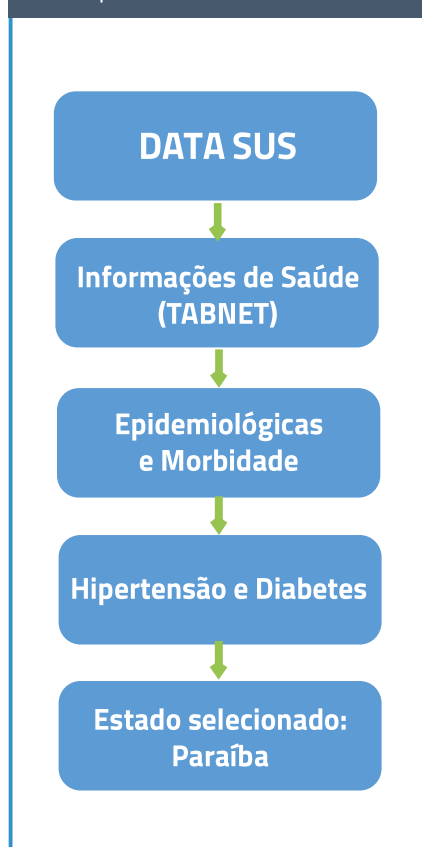 DATA SUS
Informações de Saúde
(TABNET)
Epidemiológicas
e Morbidade
Hipertensão e Diabetes
Estado selecionado:
Paraíba